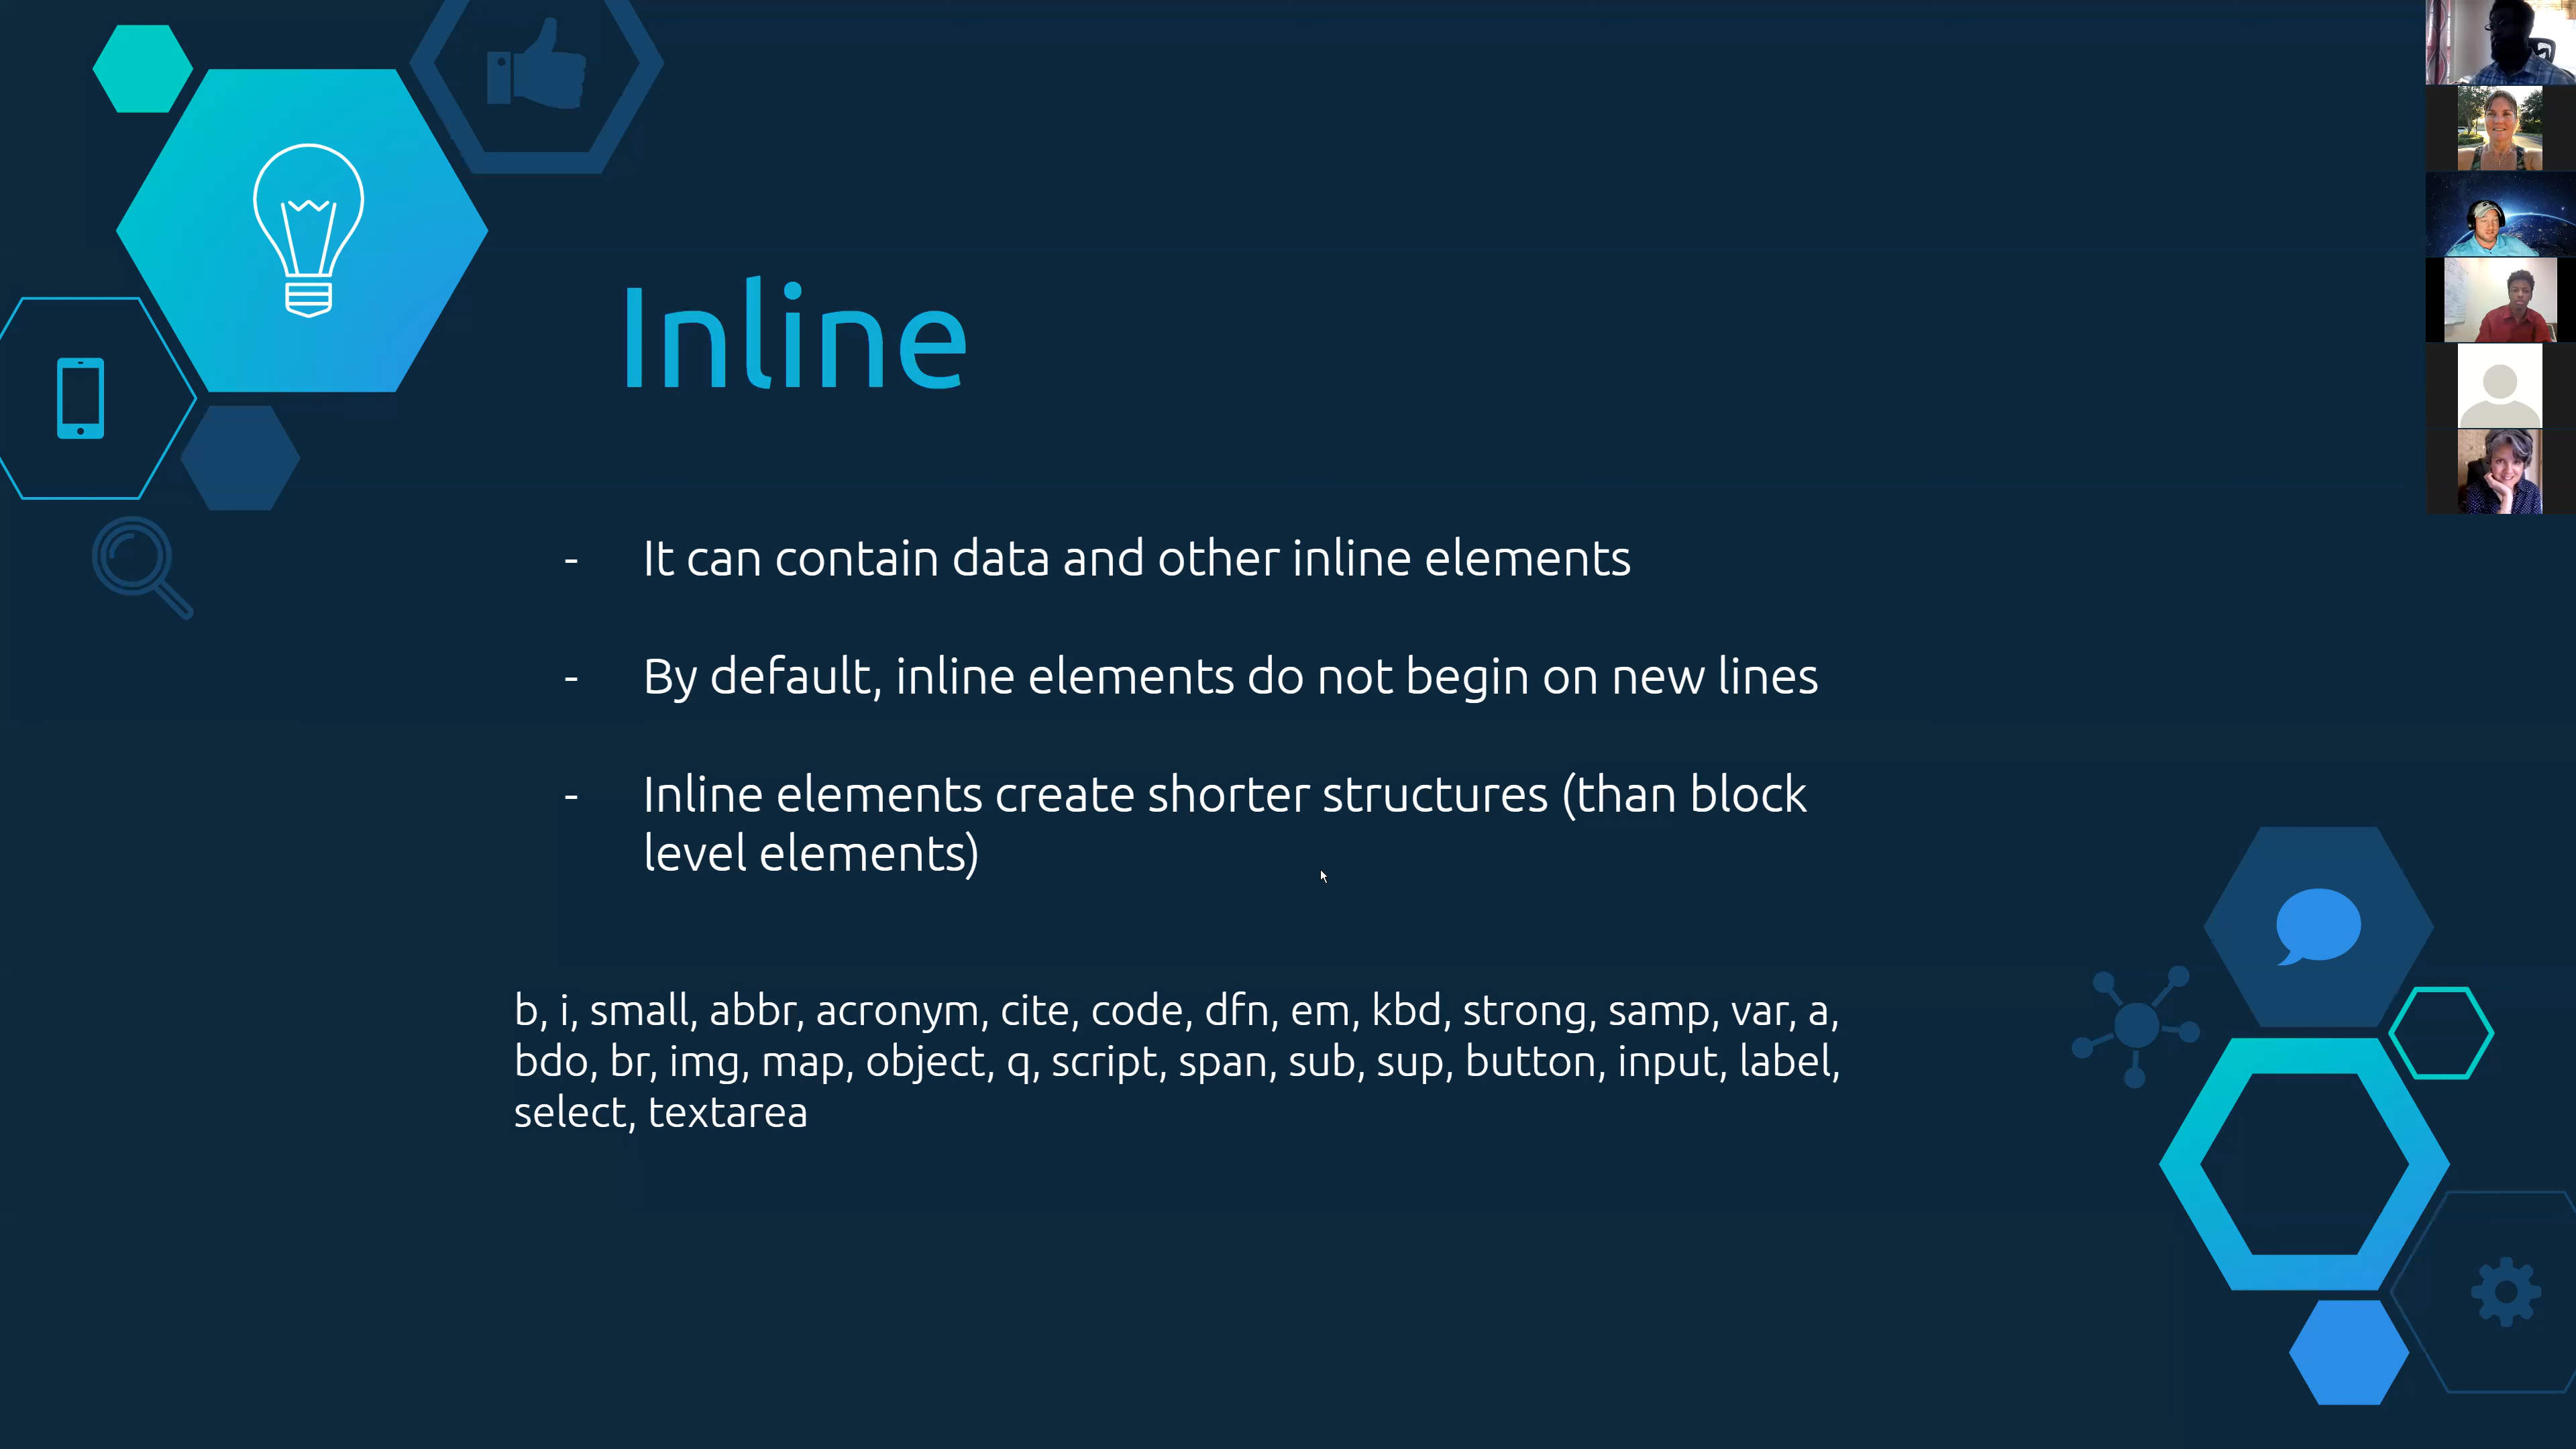 Inline
- It can contain data and other inline elements
- By default, inline elements do not begin on new lines
- Inline elements create shorter structures (than block
level elements)
b, i, small, abbr, acronym, cite, code, dfn, em, kbd, strong, samp, var, a,
bdo, br, img, map, object, q, script, span, sub, sup, button, input, label,
select, textarea